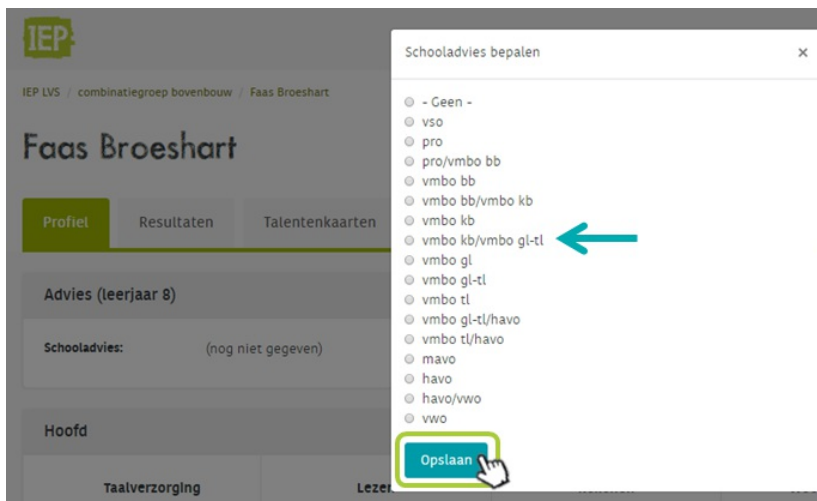 IEP
IEP LVS / combinatiegroep bovenbouw / Faas Broeshart
Faas Broeshart
Profiel Resultaten Talentenkaarten
Advies (leerjaar 8)
Schooladvies: (nog niet gegeven)
Hoofd
Taalverzorging
Schooladvies bepalen ×
- Geen -
vso
pro
pro/vmbo bb
vmbo bb
vmbo bb/vmbo kb
vmbo kb
vmbo kb/vmbo gl-tl
vmbo gl
vmbo gl-tl
vmbo tl
vmbo gl-tl/havo
vmbo tl/havo
mavo
havo
havo/vwo
vwo
Opslaan